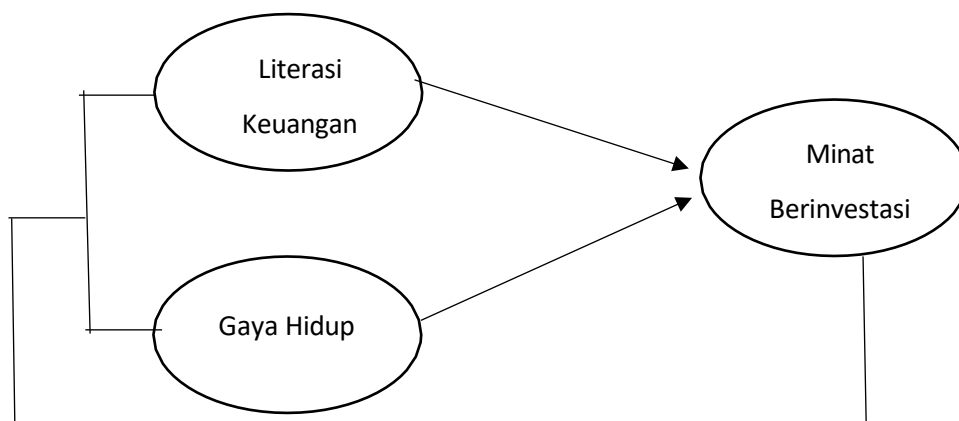 Literasi
Keuangan
Minat
Berinvestasi
Gaya Hidup